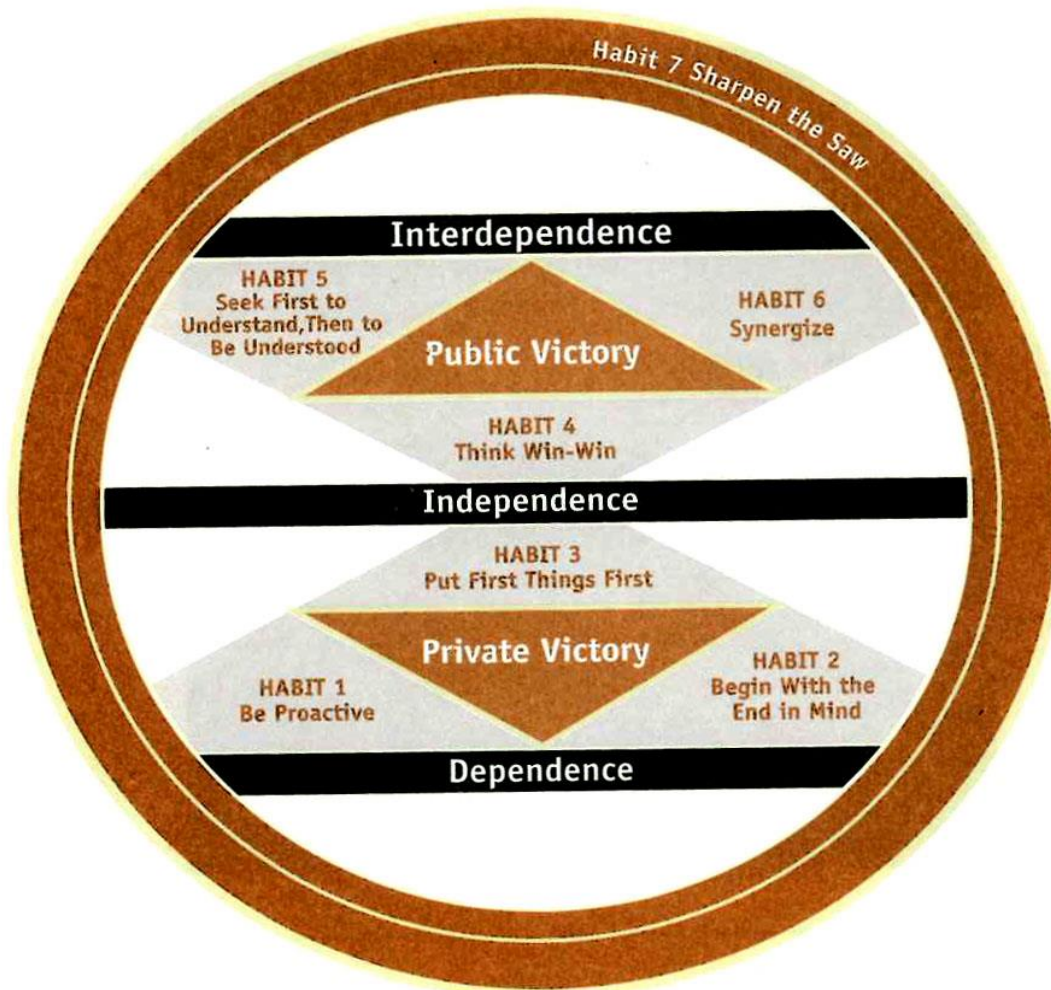 Habit 7 Sharpen the Saw
Interdependence
HABIT 5
Seek First to
Understand,Then to
Be Understood
HABIT 6
Synergize
Public Victory
HABIT 4
Think Win-Win
Independence
HABIT 3
Put First Things First
Private Victory
HABIT 1
Be Proactive
HABIT 2
Begin With the
End in Mind
Dependence